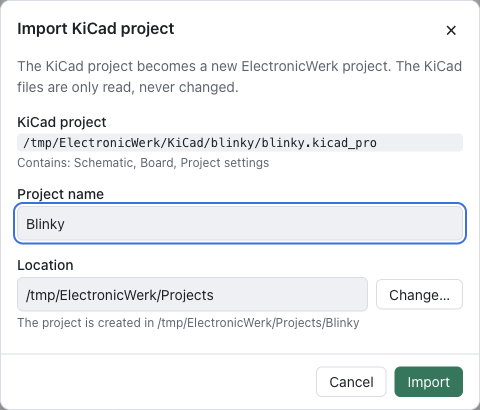 Import KiCad project
The KiCad project becomes a new ElectronicWerk project. The KiCad
files are only read, never changed.
KiCad project
/tmp/ElectronicWerk/KiCad/blinky/blinky.kicad_pro
Contains: Schematic, Board, Project settings
Project name
Blinky
Location
/tmp/ElectronicWerk/Projects
Change...
The project is created in /tmp/ElectronicWerk/Projects/Blinky
Cancel
Import